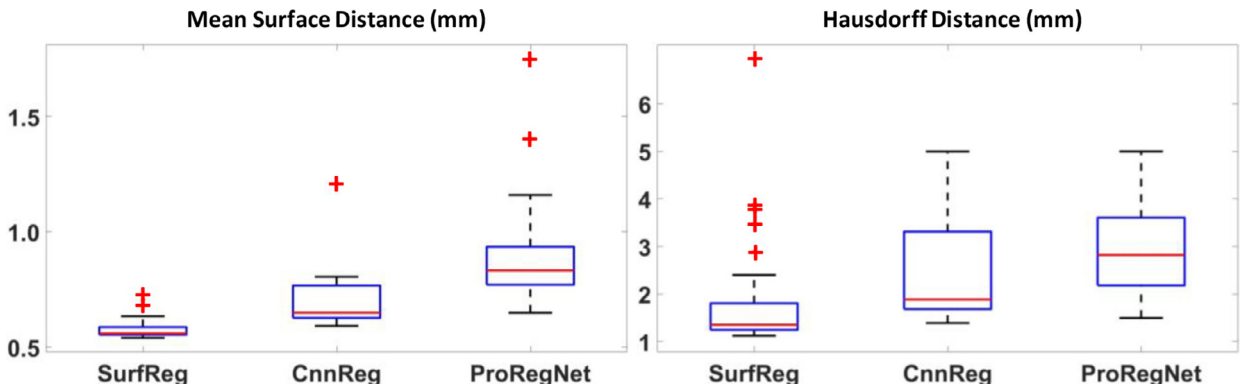 Mean Surface Distance (mm)
1.5
1.0
0.5
SurfReg CnnReg ProRegNet
Hausdorff Distance (mm)
6
5
4
3
2
1
SurfReg CnnReg ProRegNet